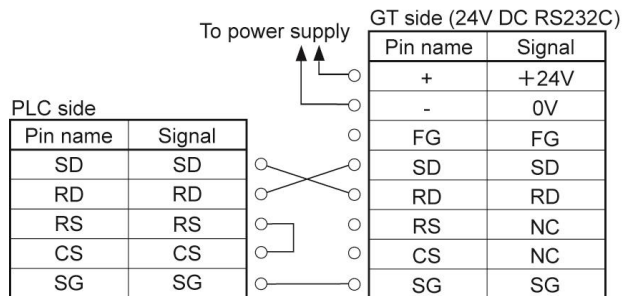 GT side (24V DC RS232C)
To power supply
Pin name Signal
+ +24V
- 0V
FG FG
SD SD
RD RD
RS NC
CS NC
SG SG
PLC side
Pin name Signal
SD SD
RD RD
RS RS
CS CS
SG SG